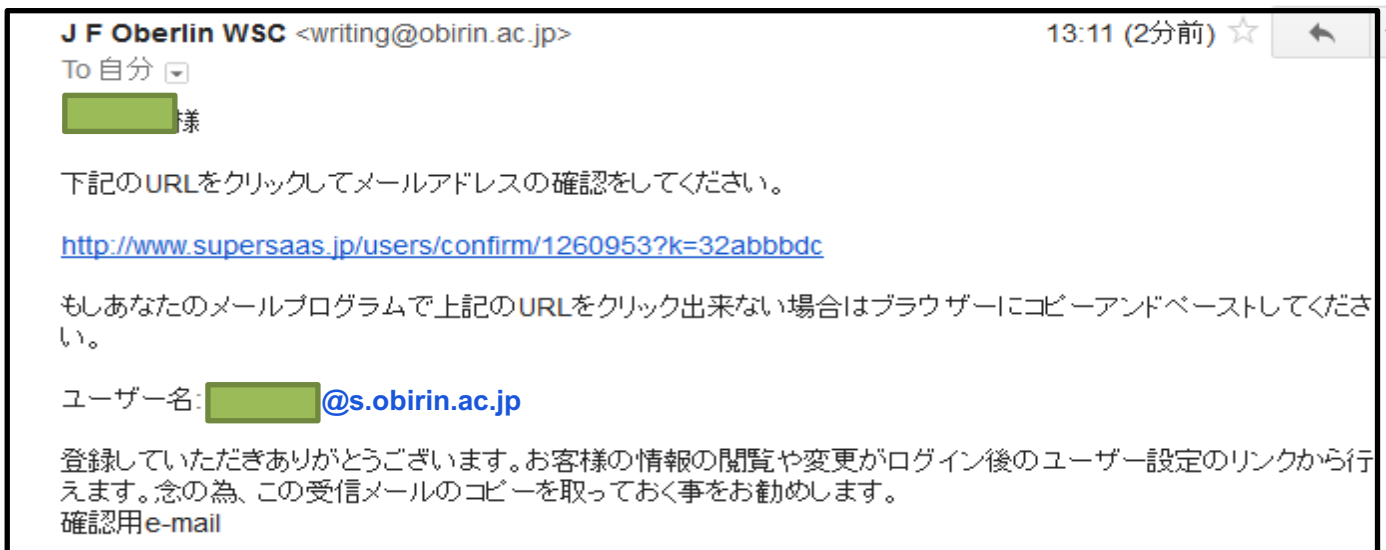 J F Oberlin WSC <writing@obirin.ac.jp> 13:11 (2分前)
To 自分
様
下記のURLをクリックしてメールアドレスの確認をしてください。
http://www.supersaas.jp/users/confirm/1260953?k=32abbbdc
もしあなたのメールプログラムで上記のURLをクリック出来ない場合はブラウザーにコピーアンドペーストしてくださ
い。
ユーザー名: @s.obirin.ac.jp
登録していただきありがとうございます。お客様の情報の閲覧や変更がログイン後のユーザー設定のリンクから行
えます。念の為、この受信メールのコピーを取っておく事をお勧めします。
確認用e-mail